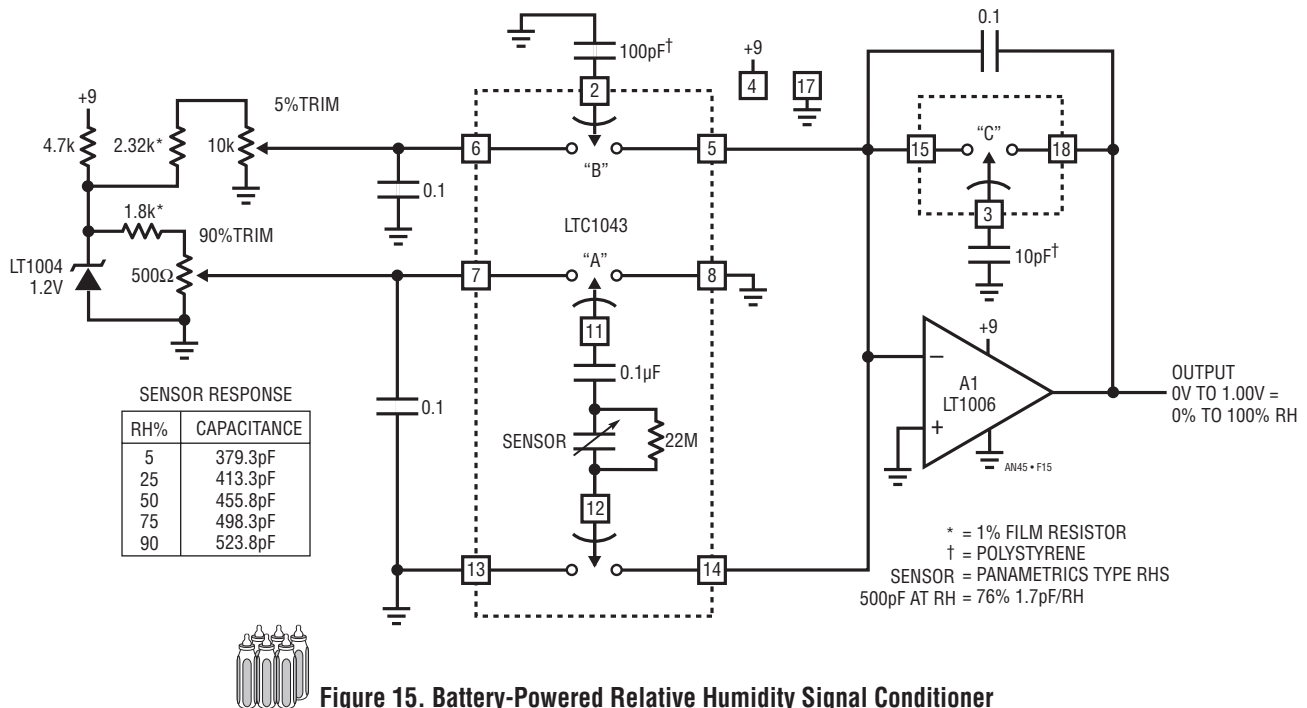 0.1
100pF†
+9
4
17
2
+9
5%TRIM
4.7k
2.32k*
10k
6
5
"B"
15
"C"
18
3
10pF†
0.1
LTC1043
1.8k*
90%TRIM
LT1004
1.2V
500Ω
7
"A"
8
11
0.1µF
SENSOR
22M
12
0.1
13
14
+9
A1
LT1006
−
+
AN45 • F15
OUTPUT
0V TO 1.00V =
0% TO 100% RH
SENSOR RESPONSE
RH% CAPACITANCE
5 379.3pF
25 413.3pF
50 455.8pF
75 498.3pF
90 523.8pF
* = 1% FILM RESISTOR
† = POLYSTYRENE
SENSOR = PANAMETRICS TYPE RHS
500pF AT RH = 76% 1.7pF/RH
Figure 15. Battery-Powered Relative Humidity Signal Conditioner